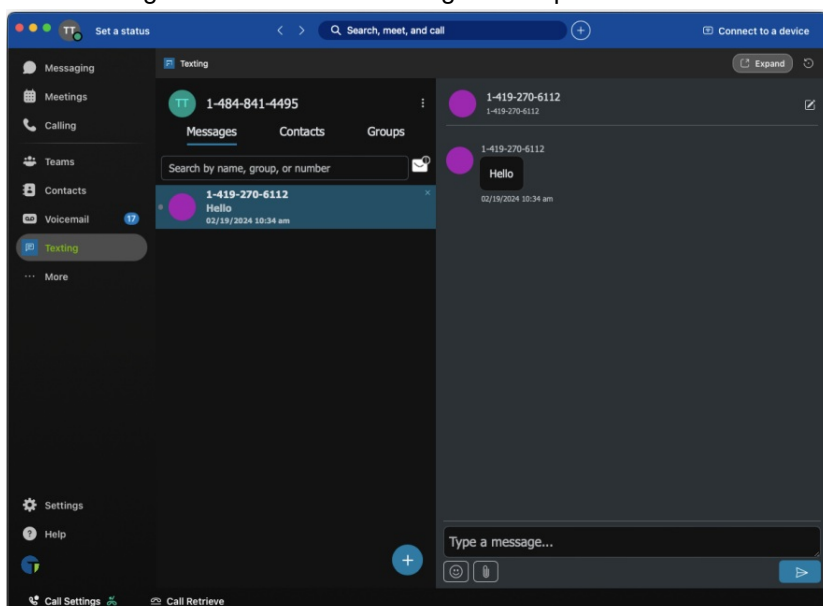 TT Set a status
Search, meet, and call
Connect to a device
Messaging
Meetings
Calling
Teams
Contacts
Voicemail 17
Texting
More
Settings
Help
Texting
Expand
TT 1-484-841-4495
Messages Contacts Groups
Search by name, group, or number
1-419-270-6112
Hello
02/19/2024 10:34 am
1-419-270-6112
1-419-270-6112
1-419-270-6112
Hello
02/19/2024 10:34 am
Type a message...
Call Settings Call Retrieve